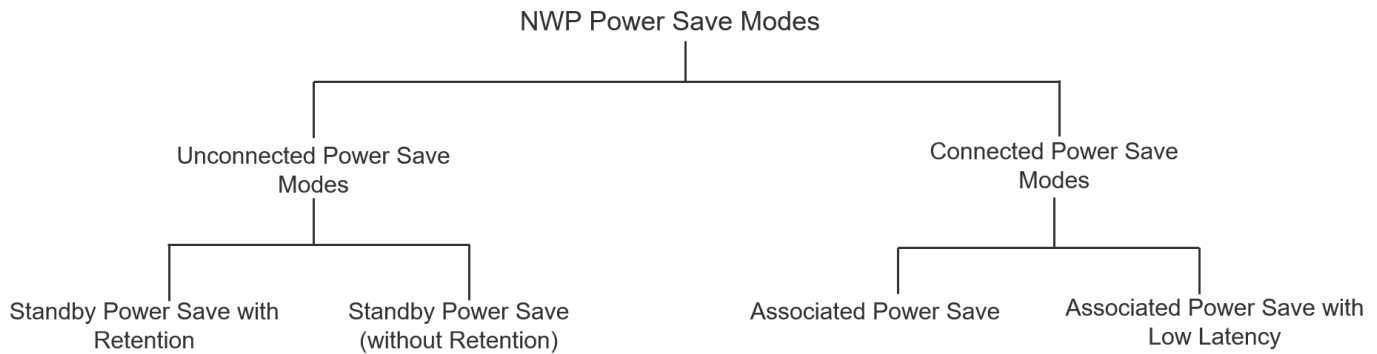 NWP Power Save Modes
Unconnected Power Save
Modes
Connected Power Save
Modes
Standby Power Save with
Retention
Standby Power Save
(without Retention)
Associated Power Save
Associated Power Save with
Low Latency